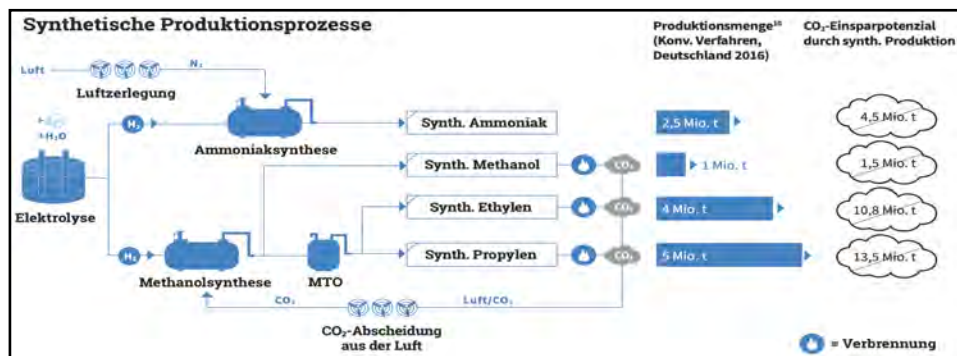 Synthetische Produktionsprozesse
Produktionsmenge³⁸
(Konv. Verfahren,
Deutschland 2016)
CO₂-Einsparpotenzial
durch synth. Produktion
Luft
N₂
Luftzerlegung
H₂O
H₂
Ammoniaksynthese
Synth. Ammoniak
2,5 Mio. t
4,5 Mio. t
Synth. Methanol
CO₂
1 Mio. t
1,5 Mio. t
Elektrolyse
Synth. Ethylen
CO₂
4 Mio. t
10,8 Mio. t
H₂
Methanolsynthese
MTO
Synth. Propylen
CO₂
5 Mio. t
13,5 Mio. t
CO₂
Luft/CO₂
CO₂-Abscheidung
aus der Luft
= Verbrennung